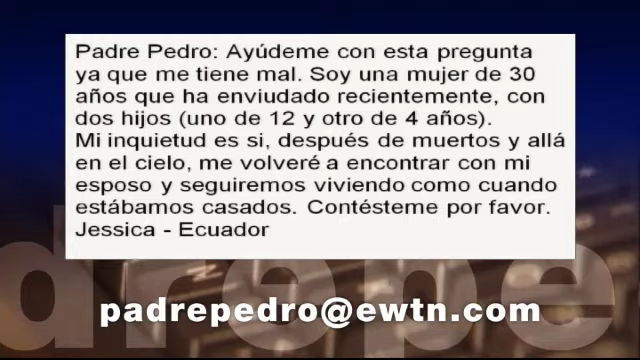 Padre Pedro: Ayúdeme con esta pregunta
ya que me tiene mal. Soy una mujer de 30
años que ha enviudado recientemente, con
dos hijos (uno de 12 y otro de 4 años).
Mi inquietud es si, después de muertos y allá
en el cielo, me volveré a encontrar con mi
esposo y seguiremos viviendo como cuando
estábamos casados. Contésteme por favor.
Jessica - Ecuador
drepe
padrepedro@ewtn.com